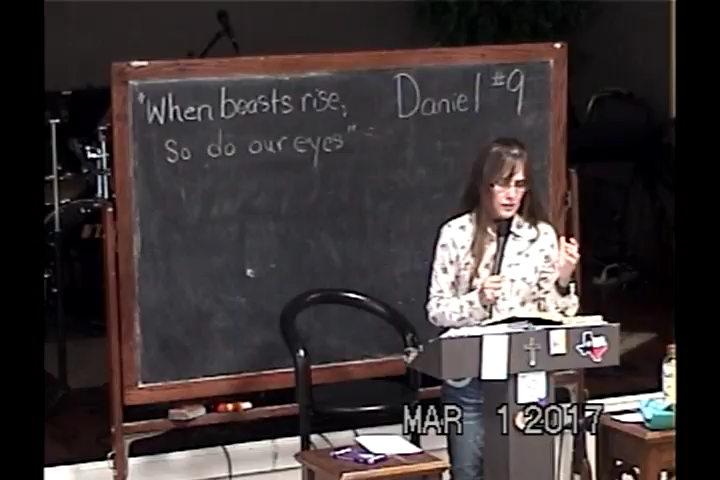 "When beasts rise,
So do our eyes"
Daniel #9
MAR 1 2017